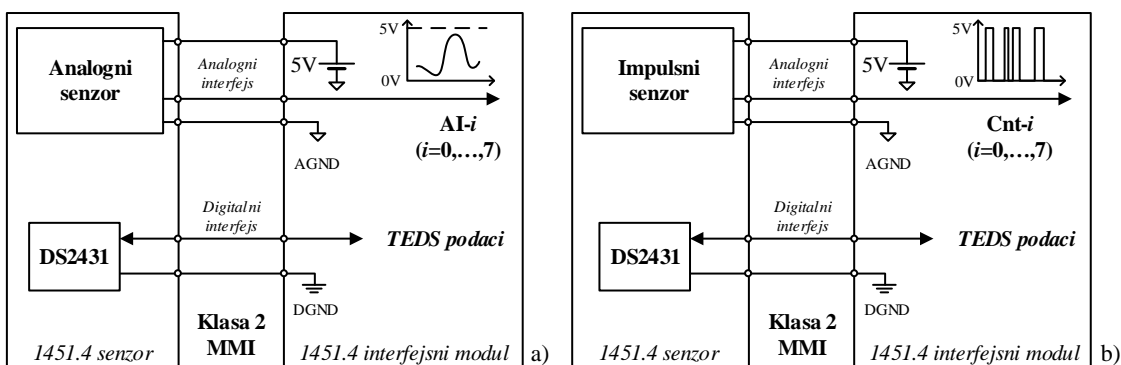 Analogni
senzor
Analogni
interfejs
5V
5V
0V
AI-i
(i=0,…,7)
AGND
DS2431
Digitalni
interfejs
TEDS podaci
DGND
Klasa 2
MMI
1451.4 senzor
1451.4 interfejsni modul
a)
Impulsni
senzor
Analogni
interfejs
5V
5V
0V
Cnt-i
(i=0,…,7)
AGND
DS2431
Digitalni
interfejs
TEDS podaci
DGND
Klasa 2
MMI
1451.4 senzor
1451.4 interfejsni modul
b)